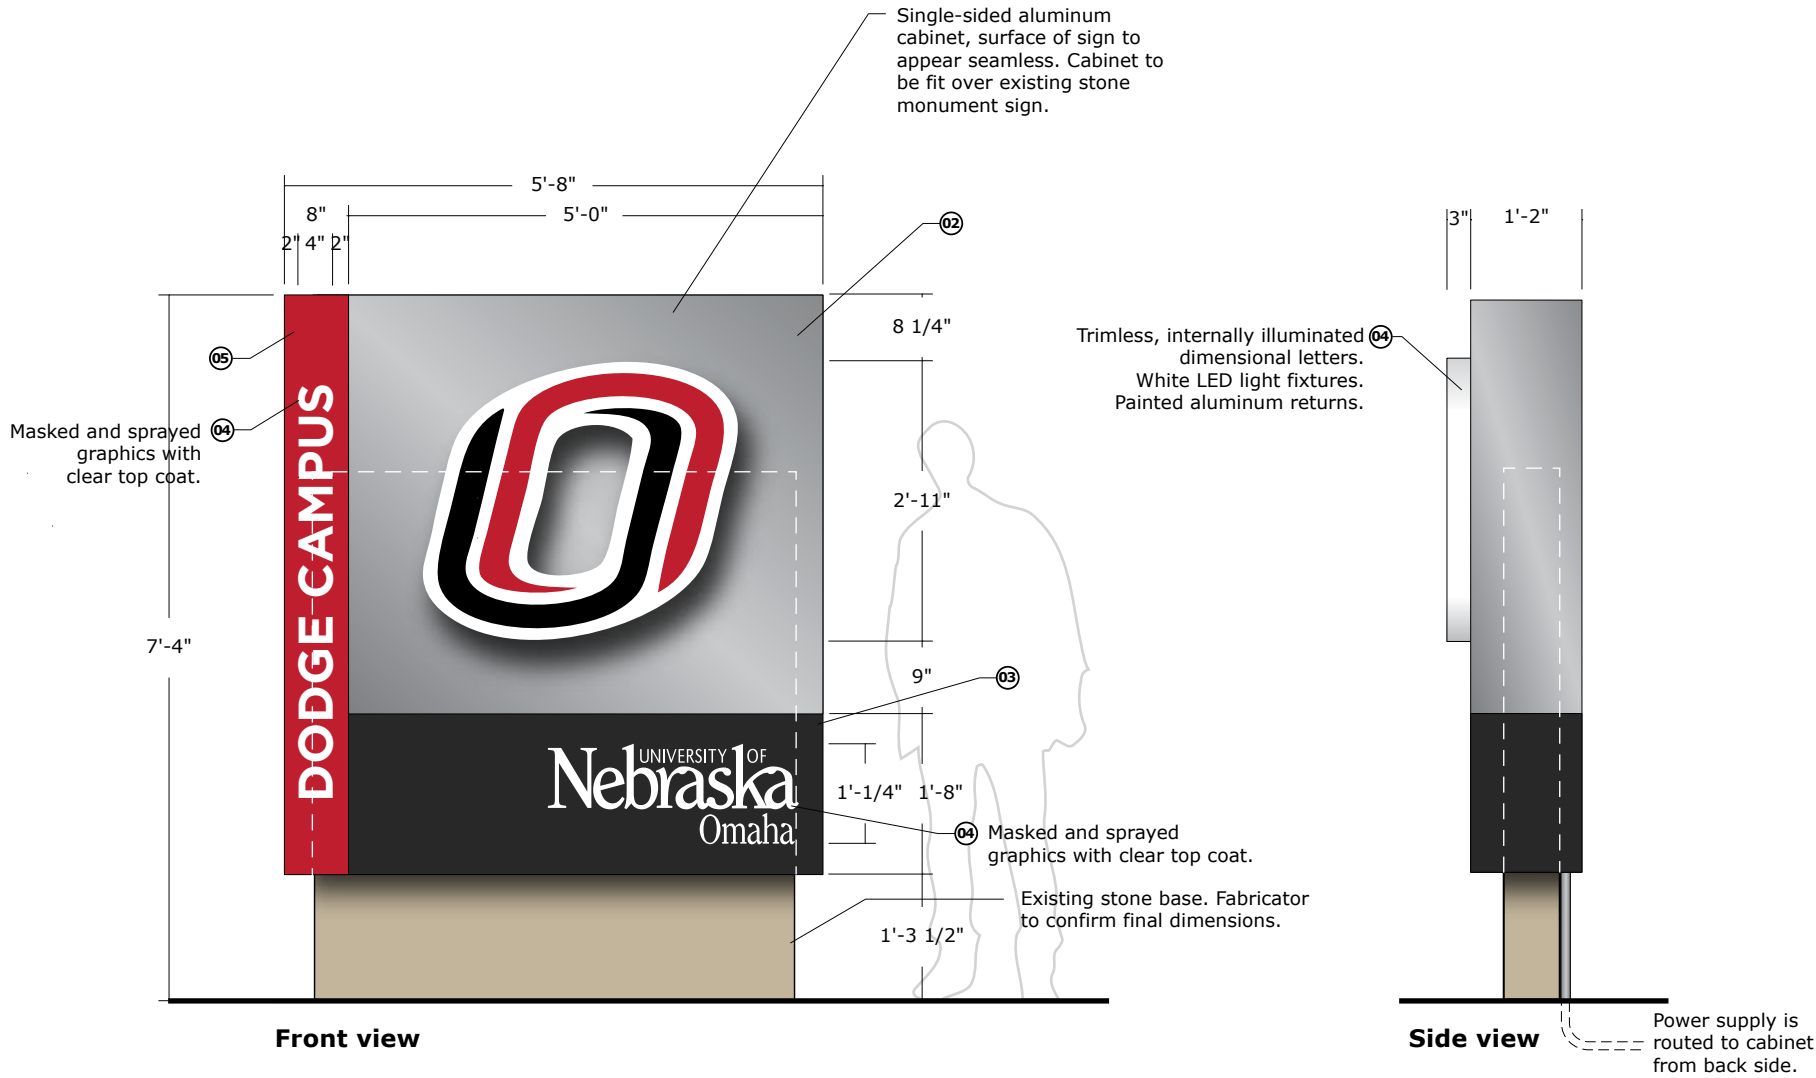 Single-sided aluminum
cabinet, surface of sign to
appear seamless. Cabinet to
be fit over existing stone
monument sign.
5'-8"
8"
5'-0"
2" 4" 2"
02
3"
1'-2"
8 1/4"
05
Trimless, internally illuminated
dimensional letters.
White LED light fixtures.
Painted aluminum returns.
04
Masked and sprayed
graphics with
clear top coat.
04
DODGE CAMPUS
2'-11"
7'-4"
9"
03
UNIVERSITY OF
Nebraska
Omaha
1'-1/4"
1'-8"
04
Masked and sprayed
graphics with clear top coat.
Existing stone base. Fabricator
to confirm final dimensions.
1'-3 1/2"
Front view
Side view
Power supply is
routed to cabinet
from back side.